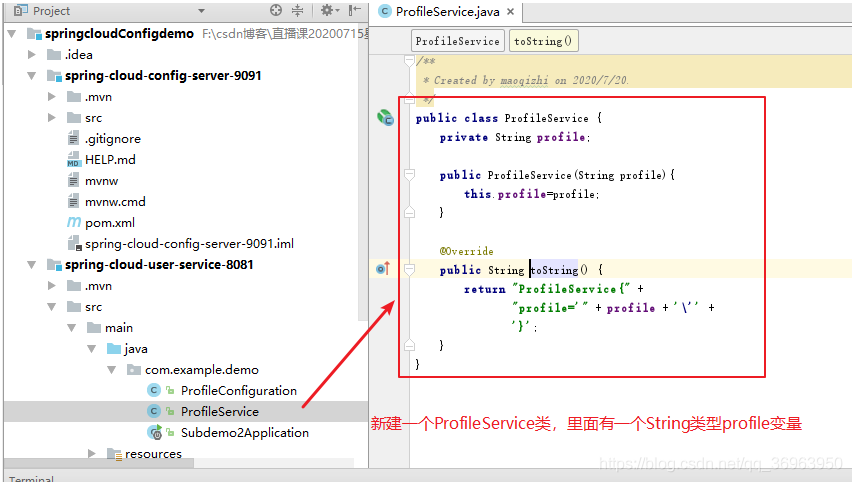 Project
springcloudConfigdemo F:\csdn博客\直播课20200715
.idea
spring-cloud-config-server-9091
.mvn
src
.gitignore
HELP.md
mvnw
mvnw.cmd
pom.xml
spring-cloud-config-server-9091.iml
spring-cloud-user-service-8081
.mvn
src
main
java
com.example.demo
ProfileConfiguration
ProfileService
Subdemo2Application
resources
Terminal
ProfileService.java
ProfileService toString()
/**
* Created by maoqizhi on 2020/7/20.
*/
public class ProfileService {
private String profile;
public ProfileService(String profile){
this.profile=profile;
}
@Override
public String toString() {
return "ProfileService{" +
"profile='" + profile + '\'' +
'}';
}
}
新建一个ProfileService类，里面有一个String类型profile变量
https://blog.csdn.net/qq_36963950